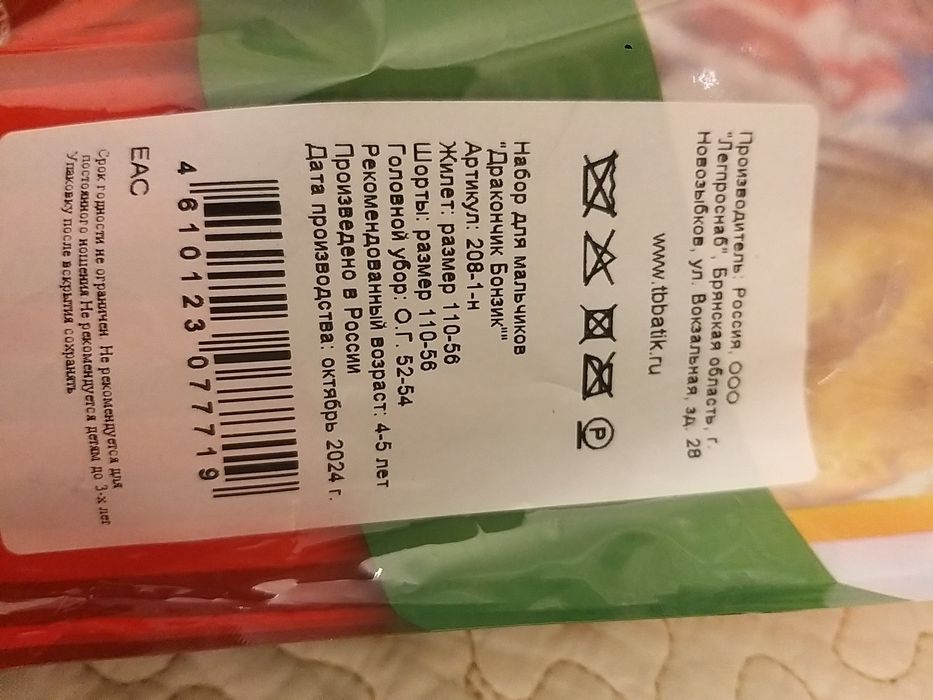 Производитель: Россия, ООО
"Легпроснаб", Брянская область, г.
Новозыбков, ул. Вокзальная, зд. 28
www.tbbatik.ru
P
Набор для мальчиков
"Дракончик Бонзик""
Артикул: 208-1-н
Жилет: размер 110-56
Шорты: размер 110-56
Головной убор: О.Г. 52-54
Рекомендованный возраст: 4-5 лет
Произведено в России
Дата производства: октябрь 2024 г.
4 610123 077719
EAC
Срок годности не ограничен. Не рекомендуется для
постоянного ношения Не рекомендуется детям до 3-х лет
Упаковку после вскрытия сохранять